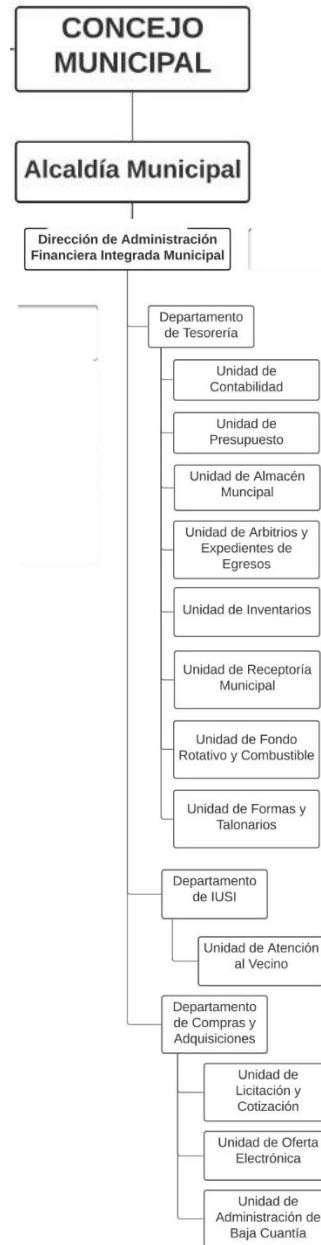 CONCEJO
MUNICIPAL
Alcaldía Municipal
Dirección de Administración
Financiera Integrada Municipal
Departamento
de Tesorería
Unidad de
Contabilidad
Unidad de
Presupuesto
Unidad de Almacén
Muncipal
Unidad de Arbitrios y
Expedientes de
Egresos
Unidad de Inventarios
Unidad de Receptoría
Municipal
Unidad de Fondo
Rotativo y Combustible
Unidad de Formas y
Talonarios
Departamento
de IUSI
Unidad de Atención
al Vecino
Departamento
de Compras y
Adquisiciones
Unidad de
Licitación y
Cotización
Unidad de Oferta
Electrónica
Unidad de
Administración de
Baja Cuantía